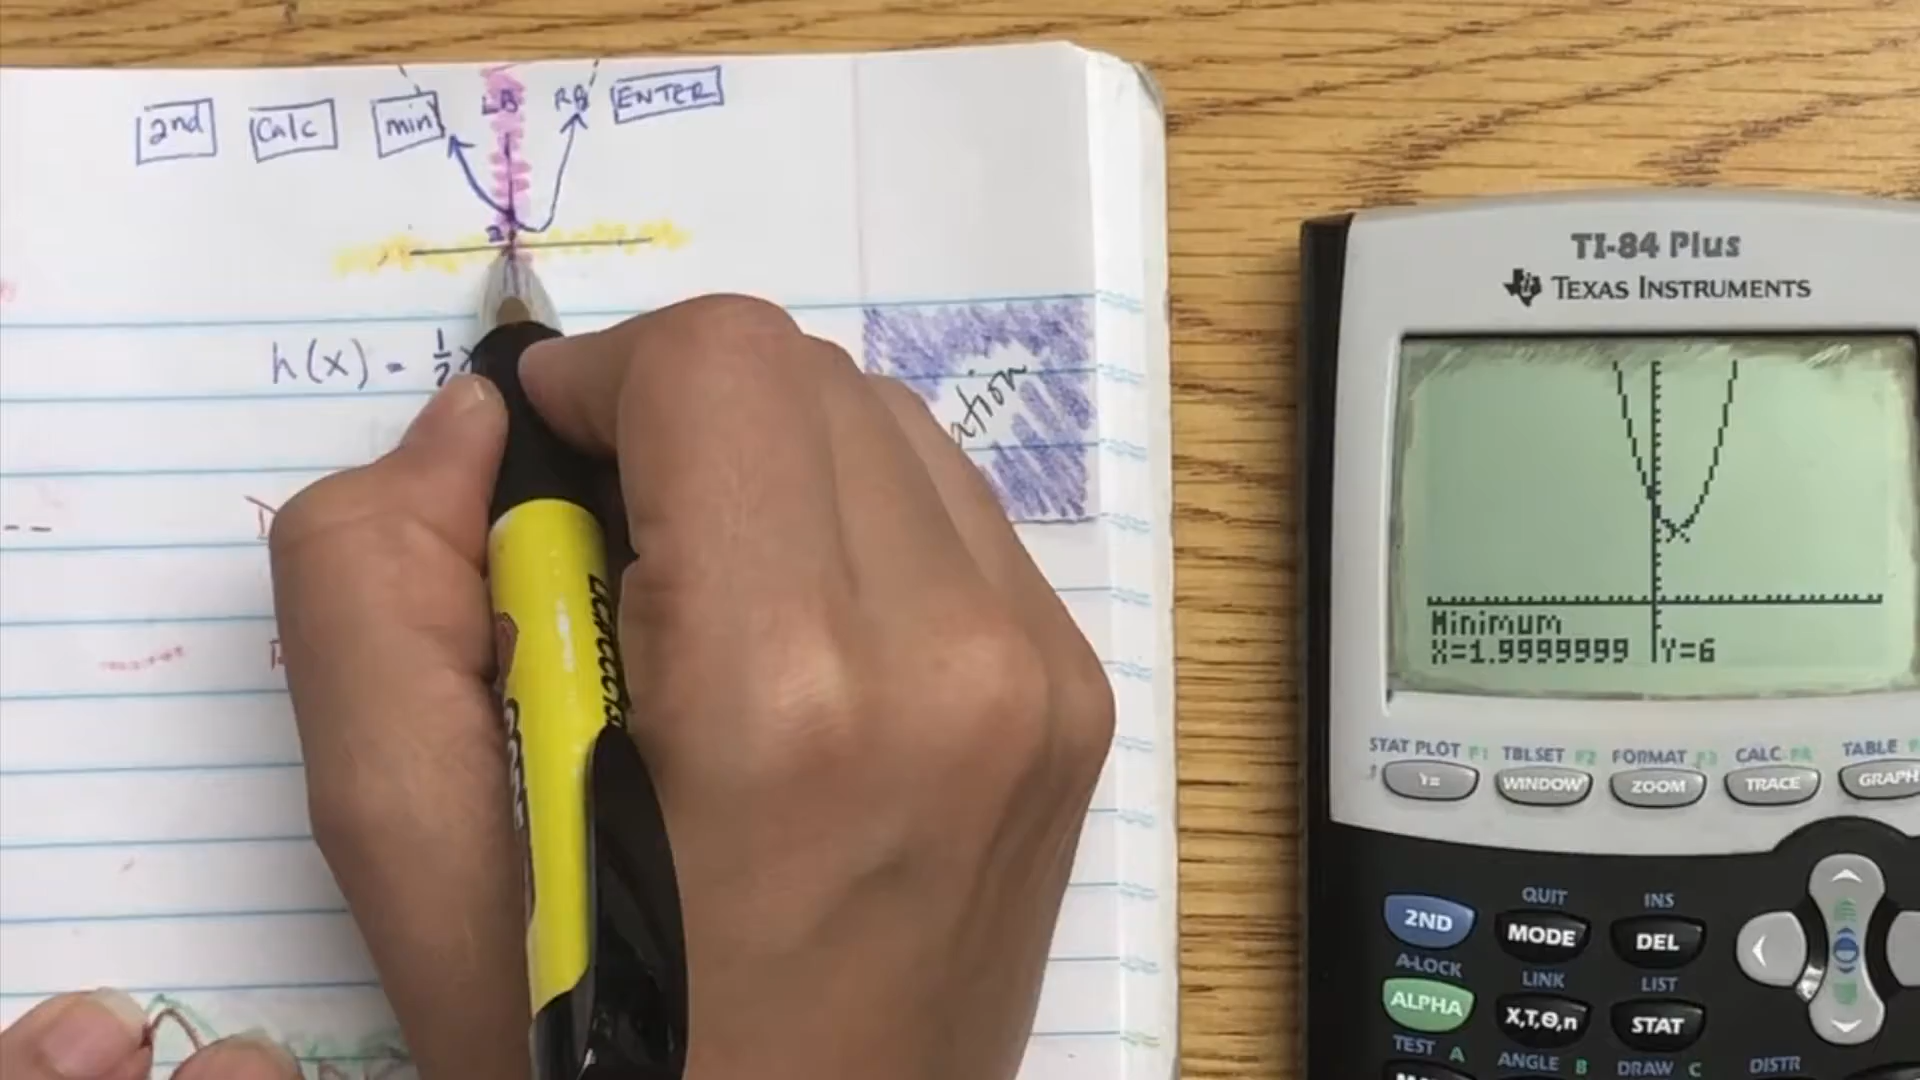 2nd Calc min LB RB ENTER
2
h(x) = ½x
ation
TI-84 Plus
TEXAS INSTRUMENTS
Minimum
X=1.9999999 Y=6
STAT PLOT F1 TBLSET F2 FORMAT F3 CALC F4 TABLE
Y= WINDOW ZOOM TRACE GRAPH
QUIT INS
2ND MODE DEL
A-LOCK LINK LIST
ALPHA X,T,Θ,n STAT
TEST A ANGLE B DRAW C DISTR